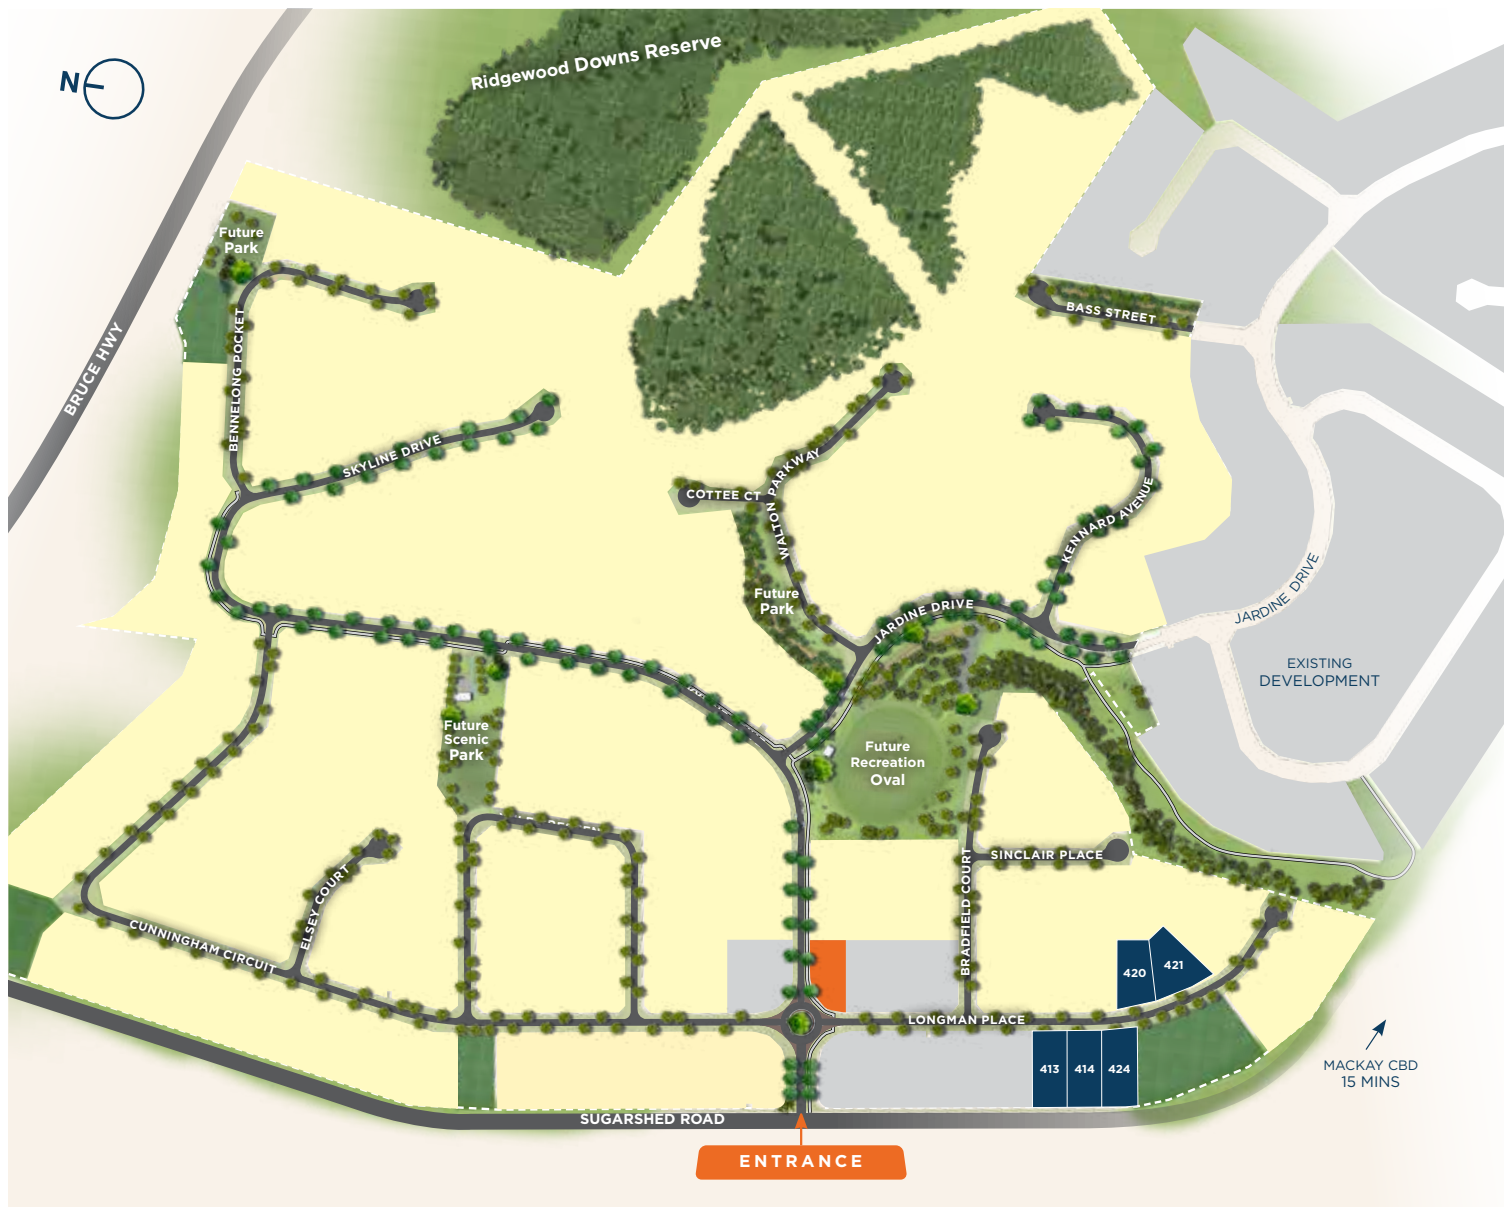 N
Ridgewood Downs Reserve
Future
Park
BRUCE HWY
BENNELONG POCKET
SKYLINE DRIVE
BASS STREET
WALTON PARKWAY
COTTEE CT
KENNARD AVENUE
Future
Park
JARDINE DRIVE
JARDINE DRIVE
EXISTING
DEVELOPMENT
Future
Scenic
Park
Future
Recreation
Oval
ELSEY COURT
CUNNINGHAM CIRCUIT
BRADFIELD COURT
SINCLAIR PLACE
420
421
LONGMAN PLACE
413
414
424
MACKAY CBD
15 MINS
SUGARSHED ROAD
ENTRANCE